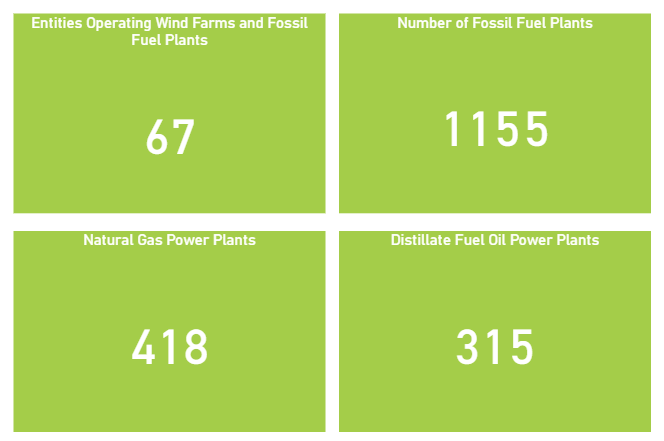 Entities Operating Wind Farms and Fossil
Fuel Plants
67
Number of Fossil Fuel Plants
1155
Natural Gas Power Plants
418
Distillate Fuel Oil Power Plants
315